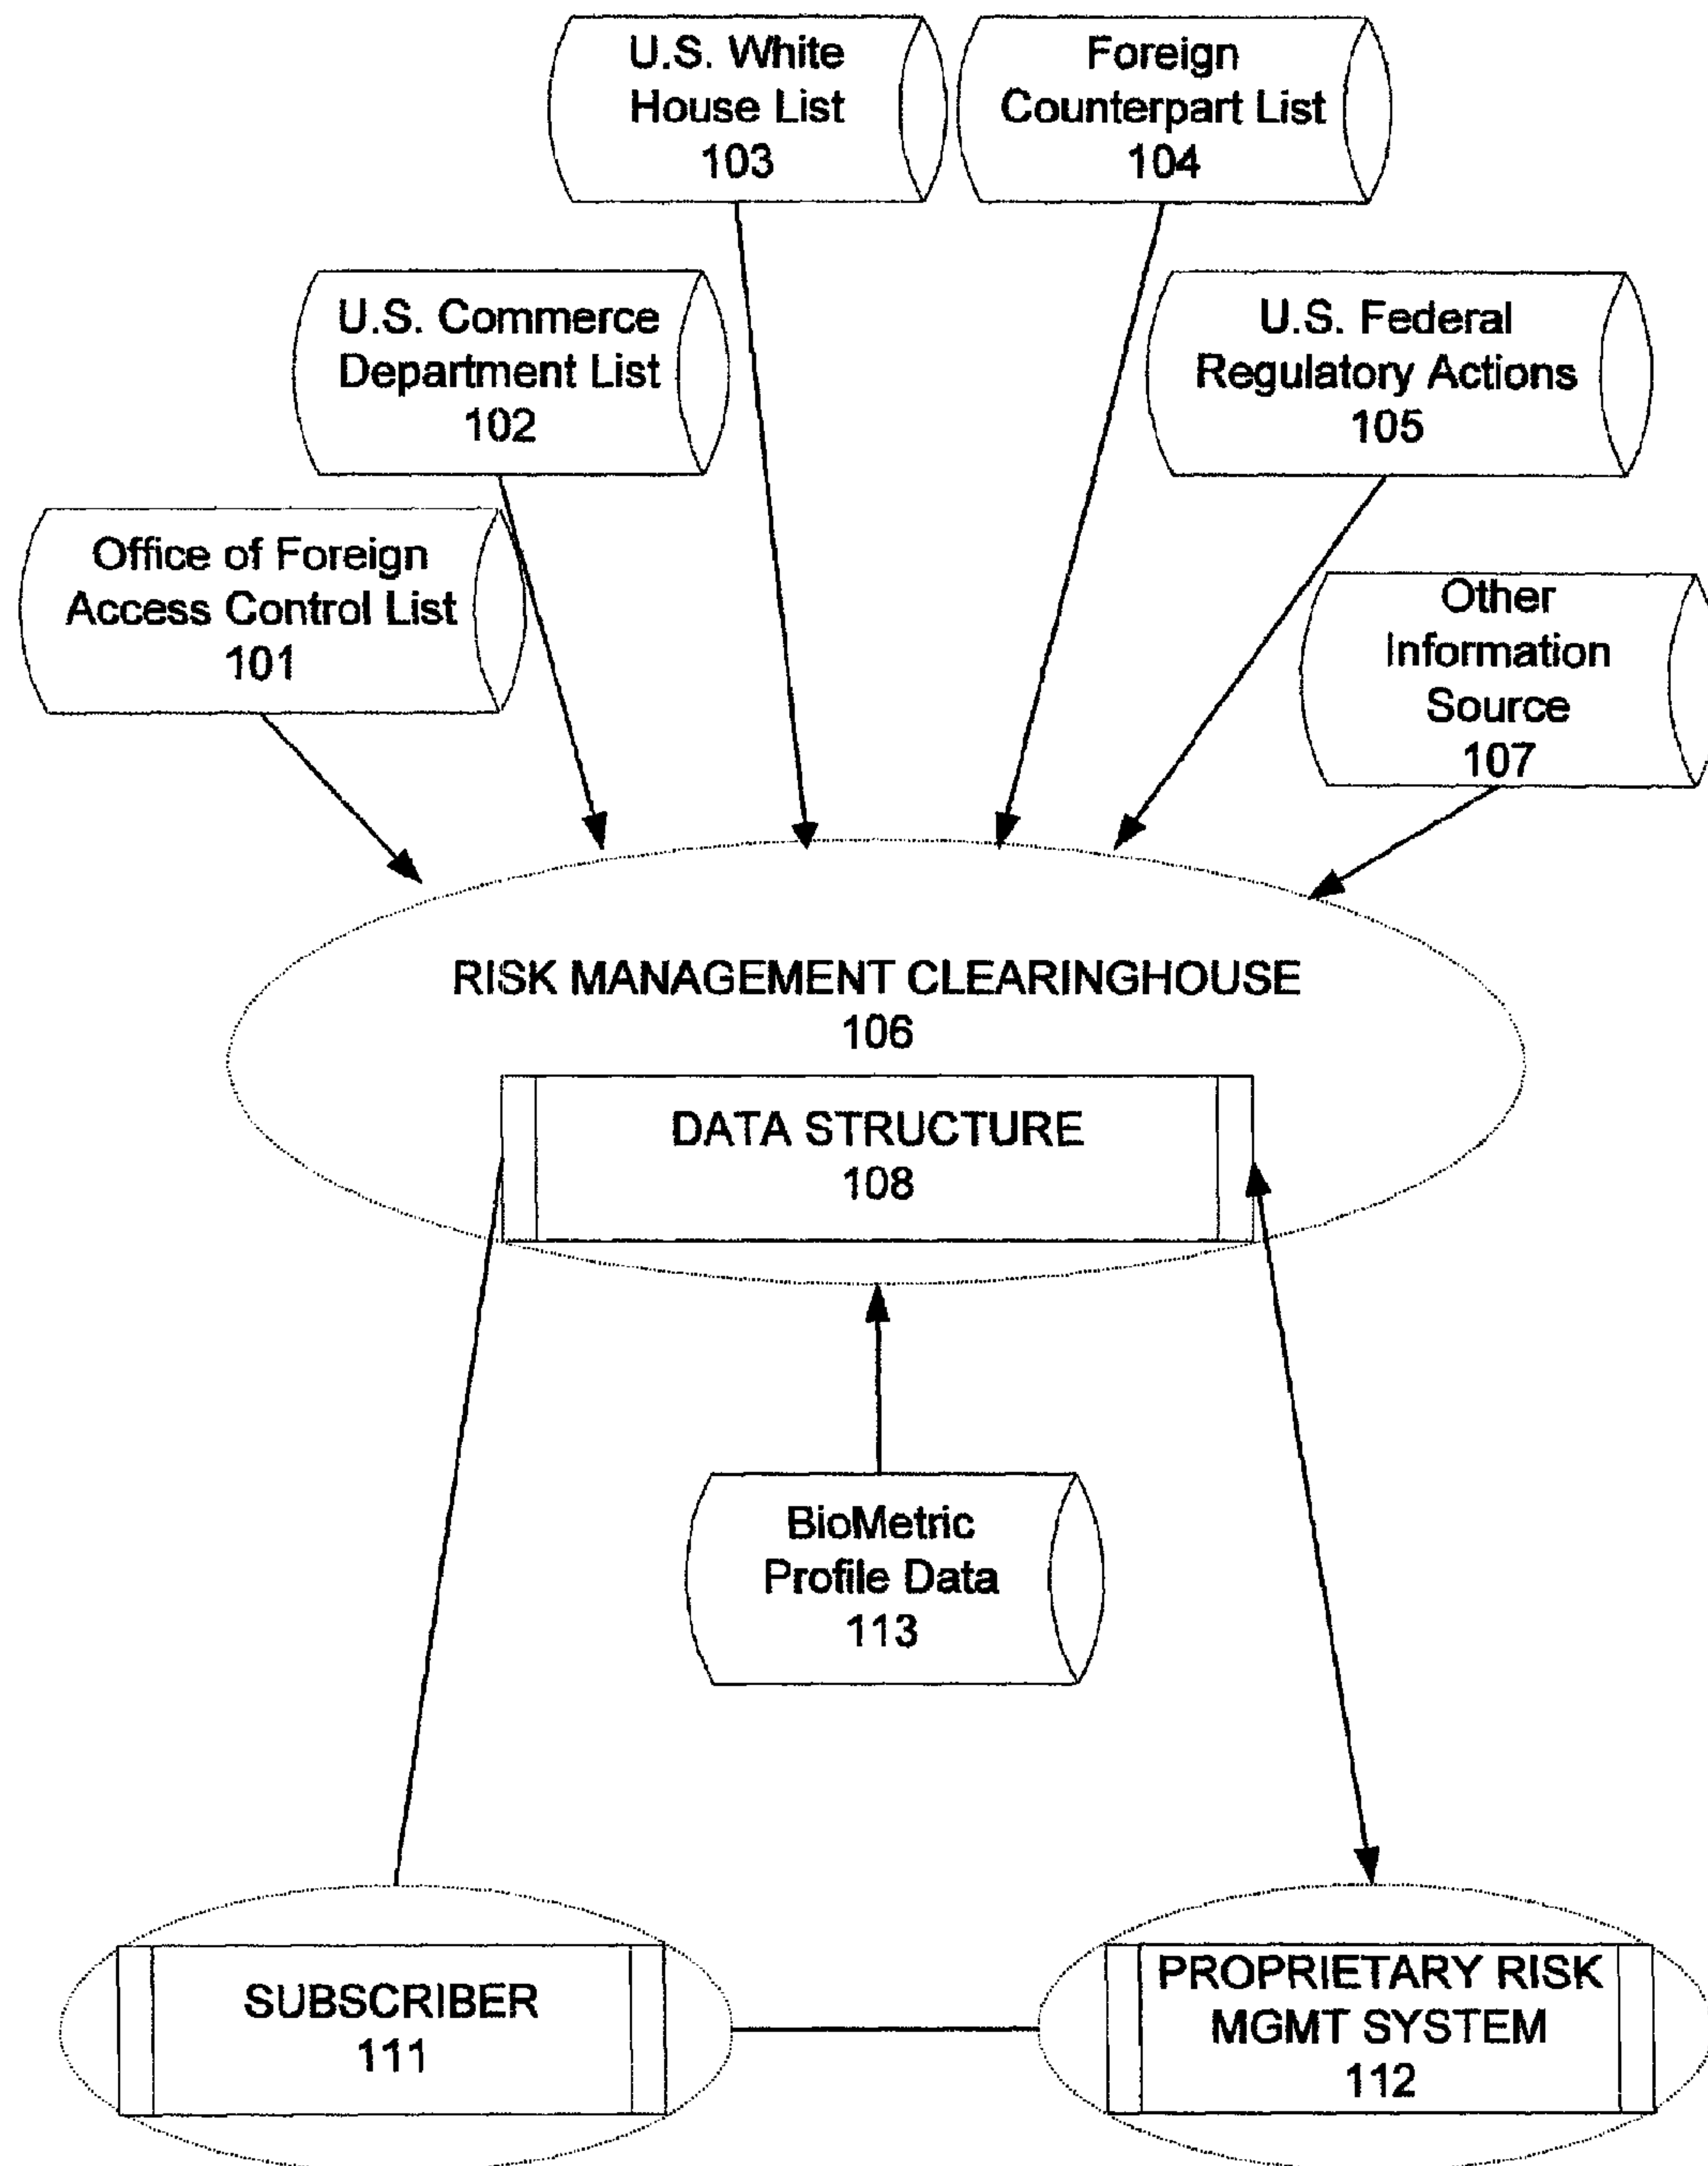 U.S. White
House List
103
Foreign
Counterpart List
104
U.S. Commerce
Department List
102
U.S. Federal
Regulatory Actions
105
Office of Foreign
Access Control List
101
Other
Information
Source
107
RISK MANAGEMENT CLEARINGHOUSE
106
DATA STRUCTURE
108
BioMetric
Profile Data
113
SUBSCRIBER
111
PROPRIETARY RISK
MGMT SYSTEM
112